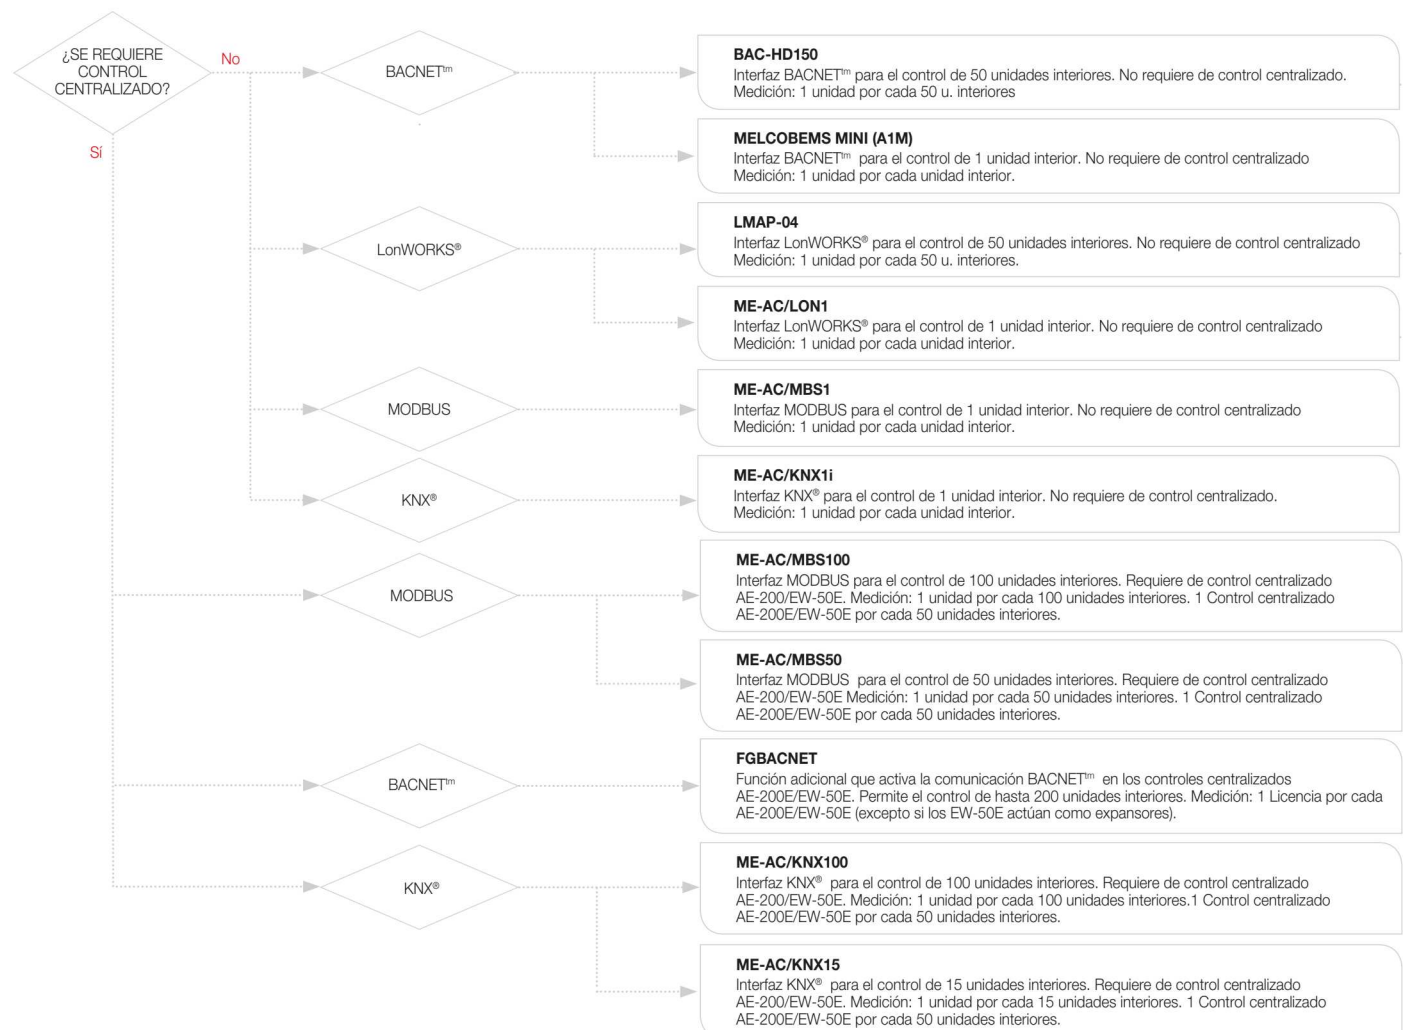 ¿SE REQUIERE
CONTROL
CENTRALIZADO?
No
Sí
BACNETᵗᵐ
BAC-HD150
Interfaz BACNETᵗᵐ para el control de 50 unidades interiores. No requiere de control centralizado.
Medición: 1 unidad por cada 50 u. interiores
MELCOBEMS MINI (A1M)
Interfaz BACNETᵗᵐ para el control de 1 unidad interior. No requiere de control centralizado
Medición: 1 unidad por cada unidad interior.
LonWORKS®
LMAP-04
Interfaz LonWORKS® para el control de 50 unidades interiores. No requiere de control centralizado
Medición: 1 unidad por cada 50 u. interiores.
ME-AC/LON1
Interfaz LonWORKS® para el control de 1 unidad interior. No requiere de control centralizado
Medición: 1 unidad por cada unidad interior.
MODBUS
ME-AC/MBS1
Interfaz MODBUS para el control de 1 unidad interior. No requiere de control centralizado
Medición: 1 unidad por cada unidad interior.
KNX®
ME-AC/KNX1i
Interfaz KNX® para el control de 1 unidad interior. No requiere de control centralizado.
Medición: 1 unidad por cada unidad interior.
MODBUS
ME-AC/MBS100
Interfaz MODBUS para el control de 100 unidades interiores. Requiere de control centralizado
AE-200/EW-50E. Medición: 1 unidad por cada 100 unidades interiores. 1 Control centralizado
AE-200E/EW-50E por cada 50 unidades interiores.
ME-AC/MBS50
Interfaz MODBUS para el control de 50 unidades interiores. Requiere de control centralizado
AE-200/EW-50E Medición: 1 unidad por cada 50 unidades interiores. 1 Control centralizado
AE-200E/EW-50E por cada 50 unidades interiores.
BACNETᵗᵐ
FGBACNET
Función adicional que activa la comunicación BACNETᵗᵐ en los controles centralizados
AE-200E/EW-50E. Permite el control de hasta 200 unidades interiores. Medición: 1 Licencia por cada
AE-200E/EW-50E (excepto si los EW-50E actúan como expansores).
KNX®
ME-AC/KNX100
Interfaz KNX® para el control de 100 unidades interiores. Requiere de control centralizado
AE-200/EW-50E. Medición: 1 unidad por cada 100 unidades interiores.1 Control centralizado
AE-200E/EW-50E por cada 50 unidades interiores.
ME-AC/KNX15
Interfaz KNX® para el control de 15 unidades interiores. Requiere de control centralizado
AE-200/EW-50E. Medición: 1 unidad por cada 15 unidades interiores. 1 Control centralizado
AE-200E/EW-50E por cada 50 unidades interiores.